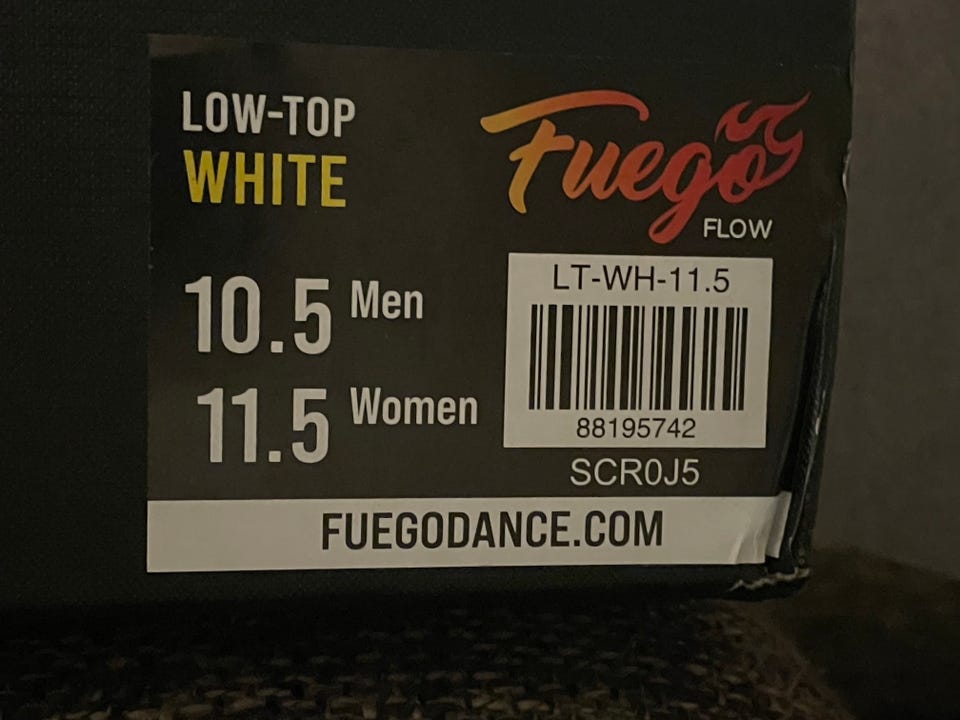 LOW-TOP
WHITE
Fuego
FLOW
10.5 Men
11.5 Women
LT-WH-11.5
88195742
SCR0J5
FUEGODANCE.COM